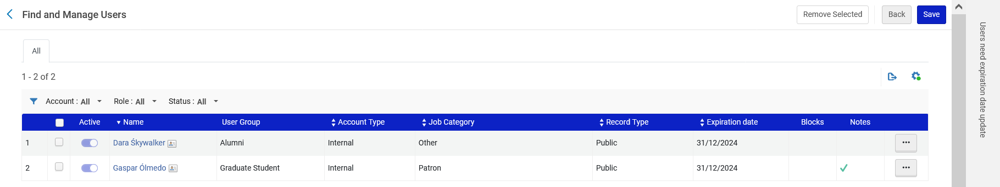 Find and Manage Users
Remove Selected
Back
Save
All
1 - 2 of 2
Account : All
Role : All
Status : All
Active Name User Group Account Type Job Category Record Type Expiration date Blocks Notes
1 Dara Śkywalker Alumni Internal Other Public 31/12/2024
2 Gaspar Ólmedo Graduate Student Internal Patron Public 31/12/2024
Users need expiration date update